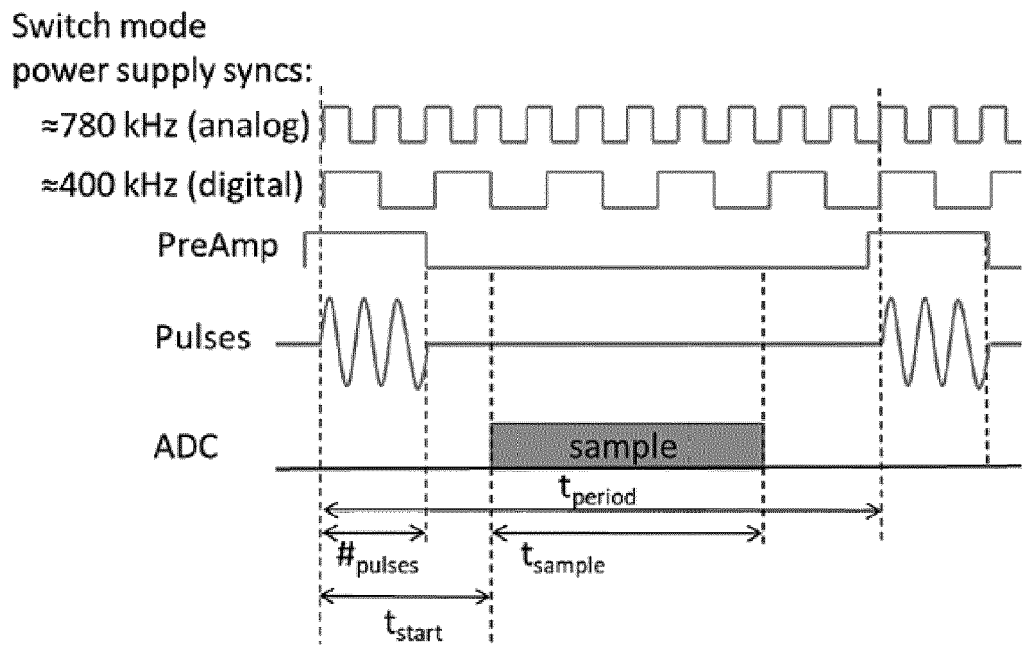 Switch mode
power supply syncs:
≈780 kHz (analog)
≈400 kHz (digital)
PreAmp
Pulses
ADC
sample
tperiod
#pulses
tsample
tstart